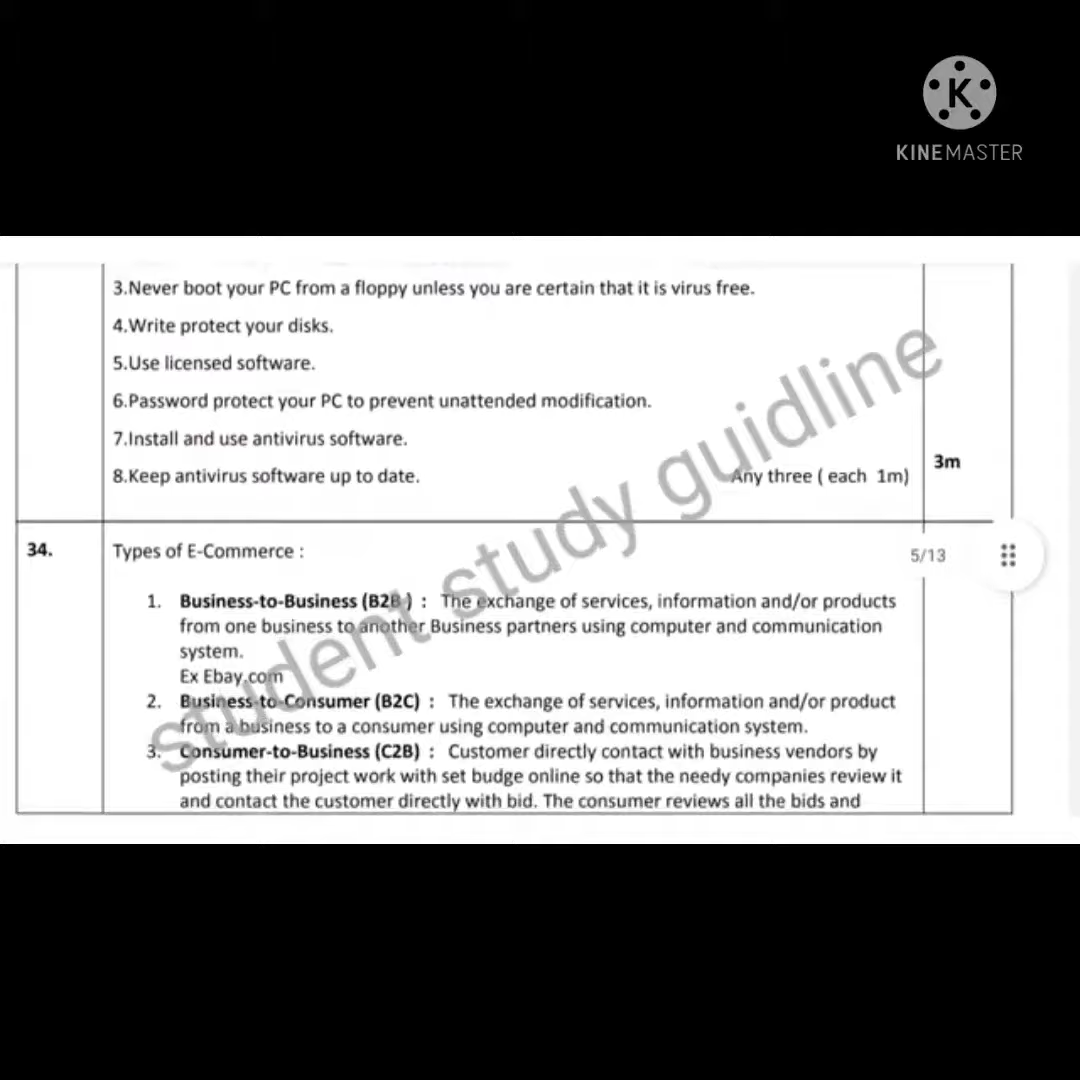 K
KINEMASTER
3.Never boot your PC from a floppy unless you are certain that it is virus free.
4.Write protect your disks.
5.Use licensed software.
6.Password protect your PC to prevent unattended modification.
7.Install and use antivirus software.
8.Keep antivirus software up to date. Any three ( each 1m) 3m
34. Types of E-Commerce : 5/13
1. Business-to-Business (B2B ) : The exchange of services, information and/or products
from one business to another Business partners using computer and communication
system.
Ex Ebay.com
2. Business-to-Consumer (B2C) : The exchange of services, information and/or product
from a business to a consumer using computer and communication system.
3. Consumer-to-Business (C2B) : Customer directly contact with business vendors by
posting their project work with set budge online so that the needy companies review it
and contact the customer directly with bid. The consumer reviews all the bids and
student study guidline